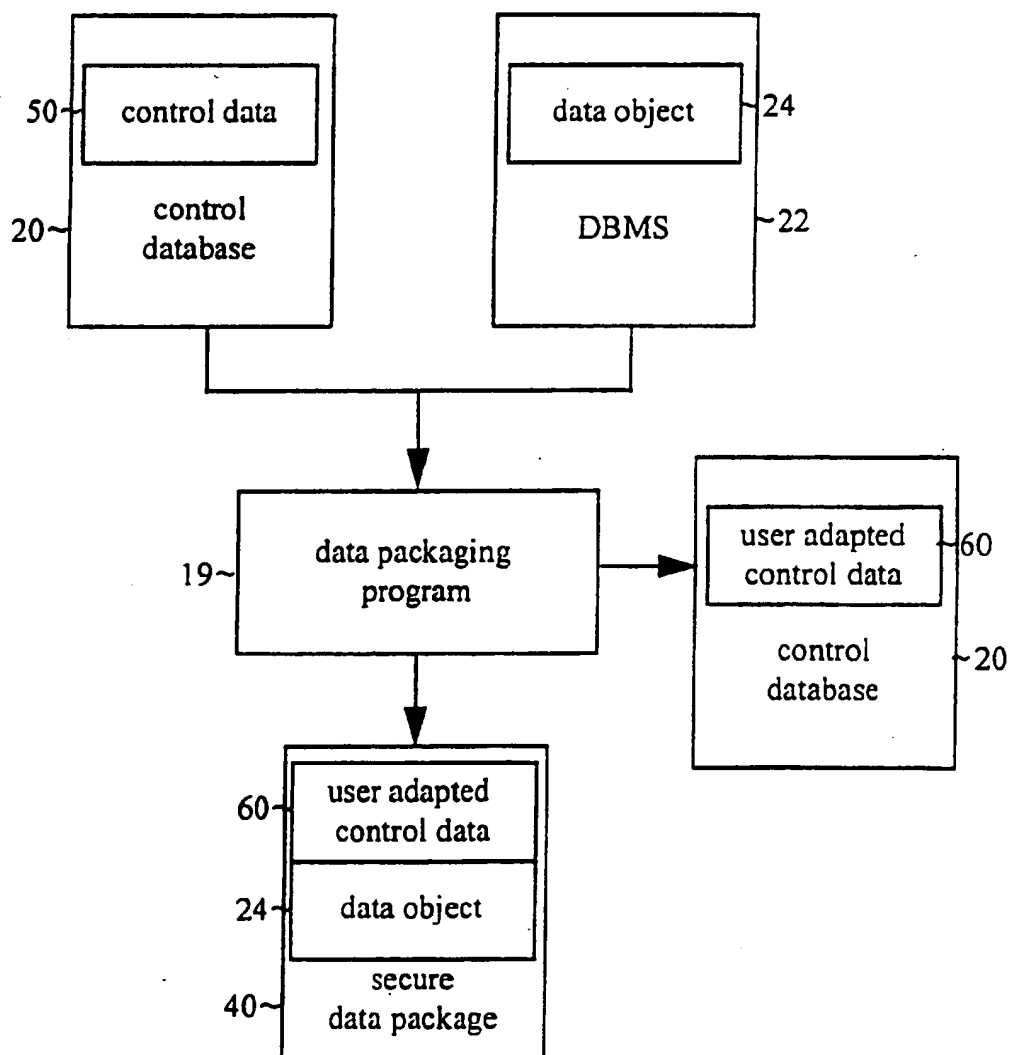 50 control data
data object 24
20 control
database
DBMS 22
19 data packaging
program
user adapted 60
control data
control 20
database
60 user adapted
control data
24 data object
secure
40 data package